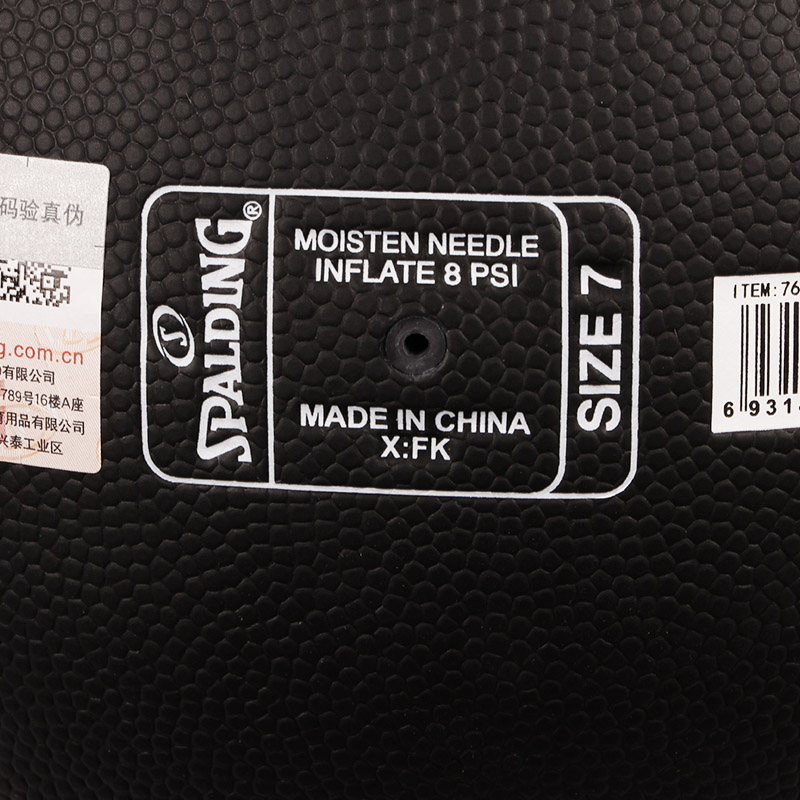 码验真伪
g.com.cn
有限公司
789号16楼A座
育用品有限公司
兴泰工业区
SPALDING®
MOISTEN NEEDLE
INFLATE 8 PSI
MADE IN CHINA
X:FK
SIZE 7
ITEM:76
6 931